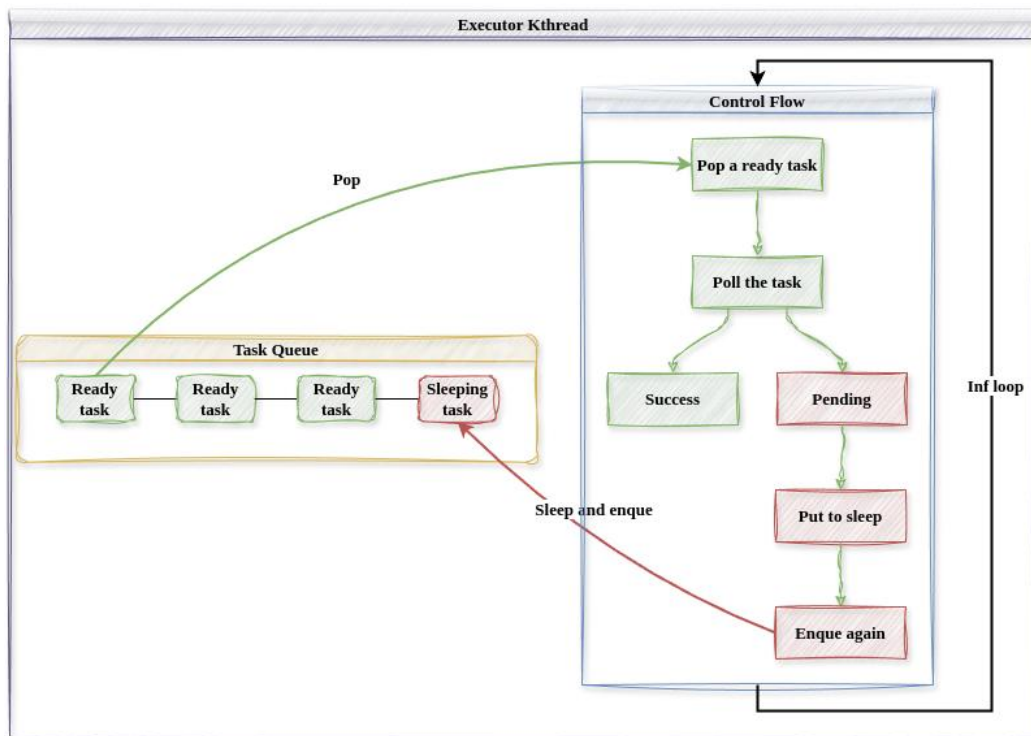 Executor Kthread
Control Flow
Pop a ready task
Pop
Poll the task
Task Queue
Ready
task
Ready
task
Ready
task
Sleeping
task
Success
Pending
Inf loop
Put to sleep
Sleep and enque
Enque again